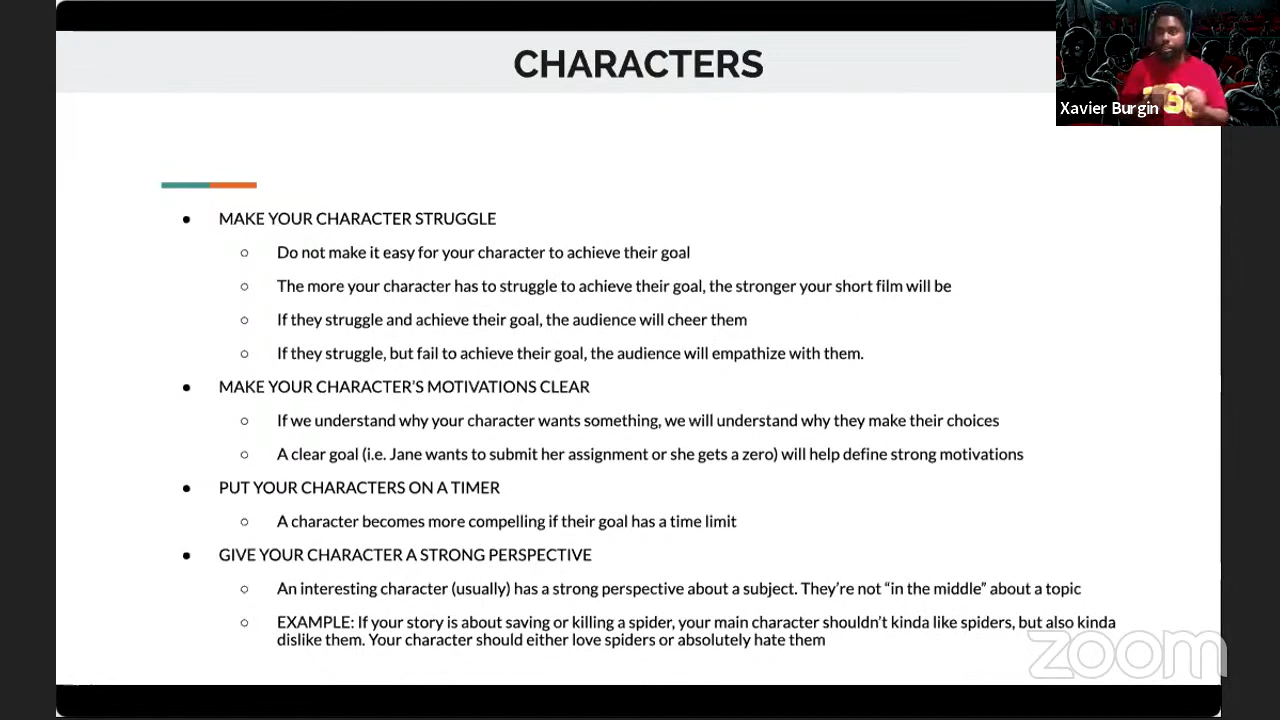 CHARACTERS
Xavier Burgin
● MAKE YOUR CHARACTER STRUGGLE
○ Do not make it easy for your character to achieve their goal
○ The more your character has to struggle to achieve their goal, the stronger your short film will be
○ If they struggle and achieve their goal, the audience will cheer them
○ If they struggle, but fail to achieve their goal, the audience will empathize with them.
● MAKE YOUR CHARACTER’S MOTIVATIONS CLEAR
○ If we understand why your character wants something, we will understand why they make their choices
○ A clear goal (i.e. Jane wants to submit her assignment or she gets a zero) will help define strong motivations
● PUT YOUR CHARACTERS ON A TIMER
○ A character becomes more compelling if their goal has a time limit
● GIVE YOUR CHARACTER A STRONG PERSPECTIVE
○ An interesting character (usually) has a strong perspective about a subject. They’re not “in the middle” about a topic
○ EXAMPLE: If your story is about saving or killing a spider, your main character shouldn’t kinda like spiders, but also kinda
dislike them. Your character should either love spiders or absolutely hate them
zoom